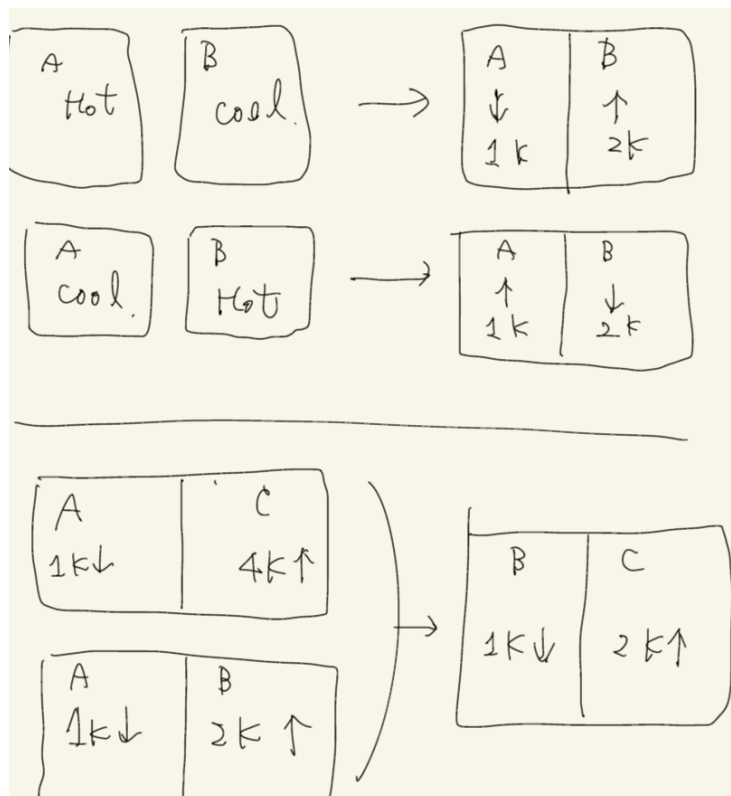 A Hot
B Cool.
→
A ↓ 1K
B ↑ 2K
A Cool.
B Hot
→
A ↑ 1K
B ↓ 2K
A 1K↓
C 4K↑
A 1K↓
B 2K ↑
→
B 1K↓
C 2K↑